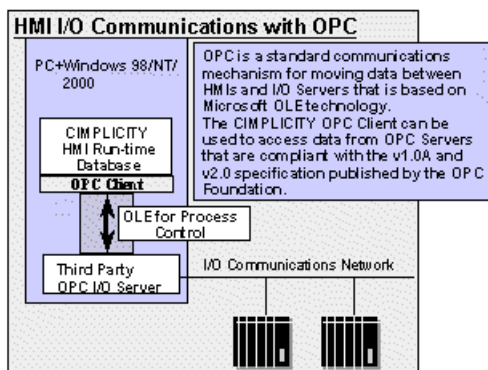 HMI I/O Communications with OPC
PC+Windows 98/NT/
2000
OPC is a standard communications
mechanism for moving data between
HMIs and I/O Servers that is based on
Microsoft OLE technology.
The CIMPLICITY OPC Client can be
used to access data from OPC Servers
that are compliant with the v1.0A and
v2.0 specification published by the OPC
Foundation.
CIMPLICITY
HMI Run-time
Database
OPC Client
OLE for Process
Control
Third Party
OPC I/O Server
I/O Communications Network